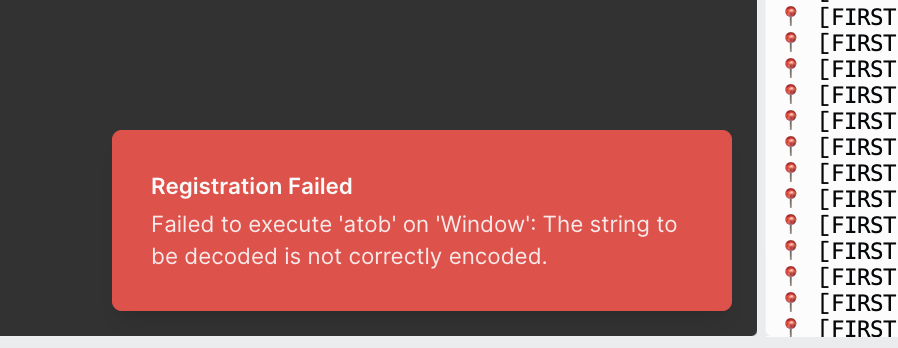 Registration Failed
Failed to execute 'atob' on 'Window': The string to
be decoded is not correctly encoded.
[FIRST
[FIRST
[FIRST
[FIRST
[FIRST
[FIRST
[FIRST
[FIRST
[FIRST
[FIRST
[FIRST
[FIRST
[FIRST